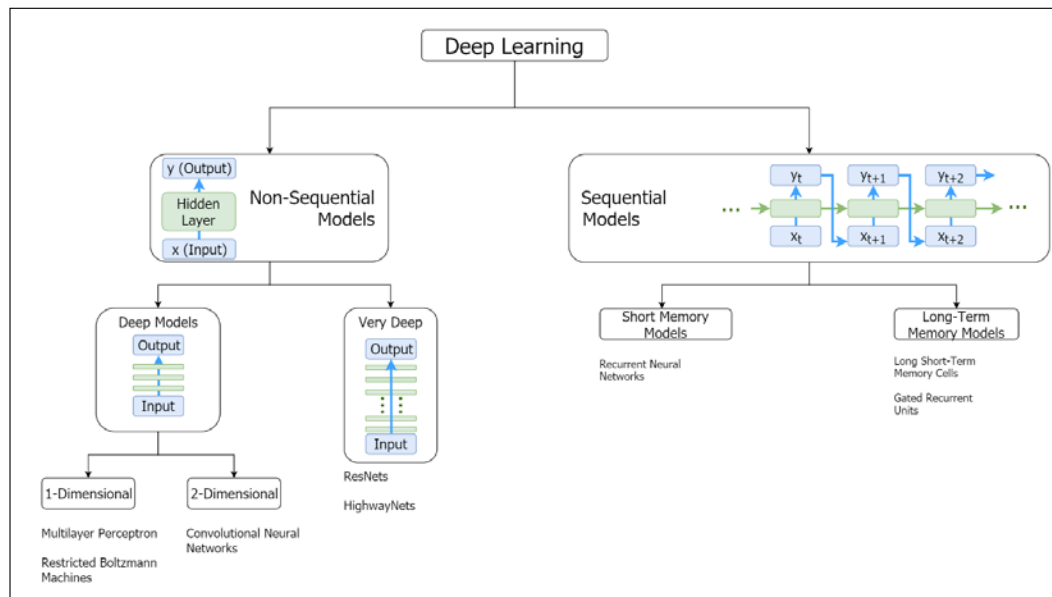 Deep Learning
y (Output)
Hidden
Layer
x (Input)
Non-Sequential
Models
Sequential
Models
yt
yt+1
yt+2
...
...
xt
xt+1
xt+2
Deep Models
Output
Input
Very Deep
Output
Input
Short Memory
Models
Long-Term
Memory Models
Recurrent Neural
Networks
Long Short-Term
Memory Cells
Gated Recurrent
Units
1-Dimensional
2-Dimensional
ResNets
HighwayNets
Multilayer Perceptron
Restricted Boltzmann
Machines
Convolutional Neural
Networks